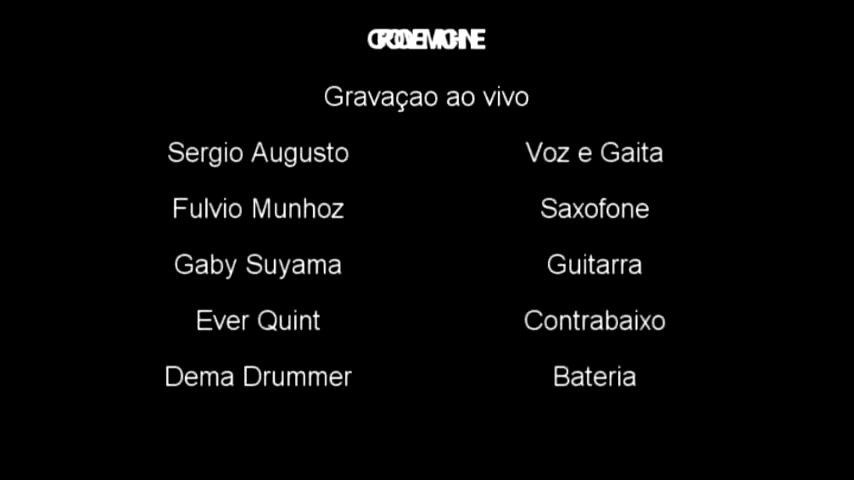 Gravaçao ao vivo
Sergio Augusto Voz e Gaita
Fulvio Munhoz Saxofone
Gaby Suyama Guitarra
Ever Quint Contrabaixo
Dema Drummer Bateria